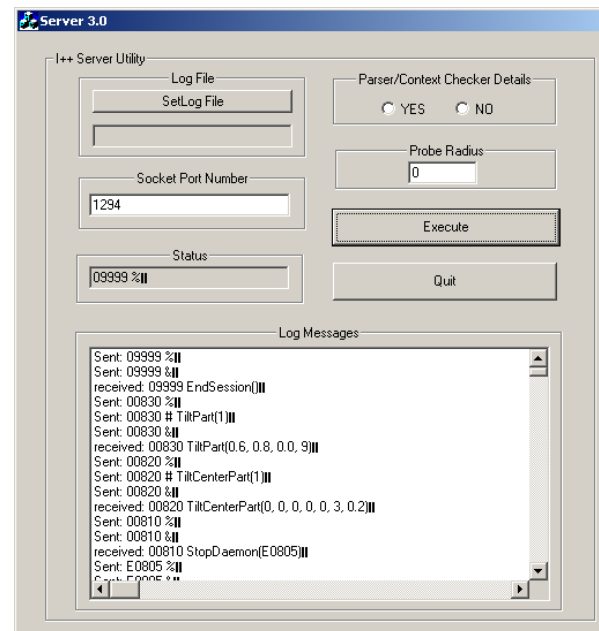 Server 3.0
I++ Server Utility
Log File
SetLog File
Parser/Context Checker Details
YES NO
Probe Radius
0
Socket Port Number
1294
Execute
Status
09999 %
Quit
Log Messages
Sent: 09999 %
Sent: 09999 &
received: 09999 EndSession()
Sent: 00830 %
Sent: 00830 # TiltPart(1)
Sent: 00830 &
received: 00830 TiltPart(0.6, 0.8, 0.0, 9)
Sent: 00820 %
Sent: 00820 # TiltCenterPart(1)
Sent: 00820 &
received: 00820 TiltCenterPart(0, 0, 0, 0, 0, 3, 0.2)
Sent: 00810 %
Sent: 00810 &
received: 00810 StopDaemon(E0805)
Sent: E0805 %